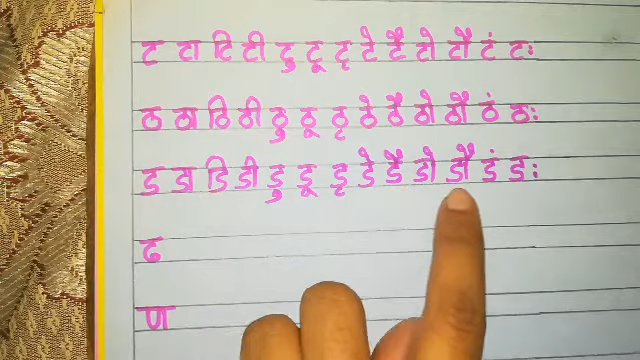 ट टा टि टी टु टू टृ टे टै टो टौ टं टः
ठ ठा ठि ठी ठु ठू ठृ ठे ठै ठो ठौ ठं ठः
ड डा डि डी डु डू डृ डे डै डो डौ डं डः
ढ
ण